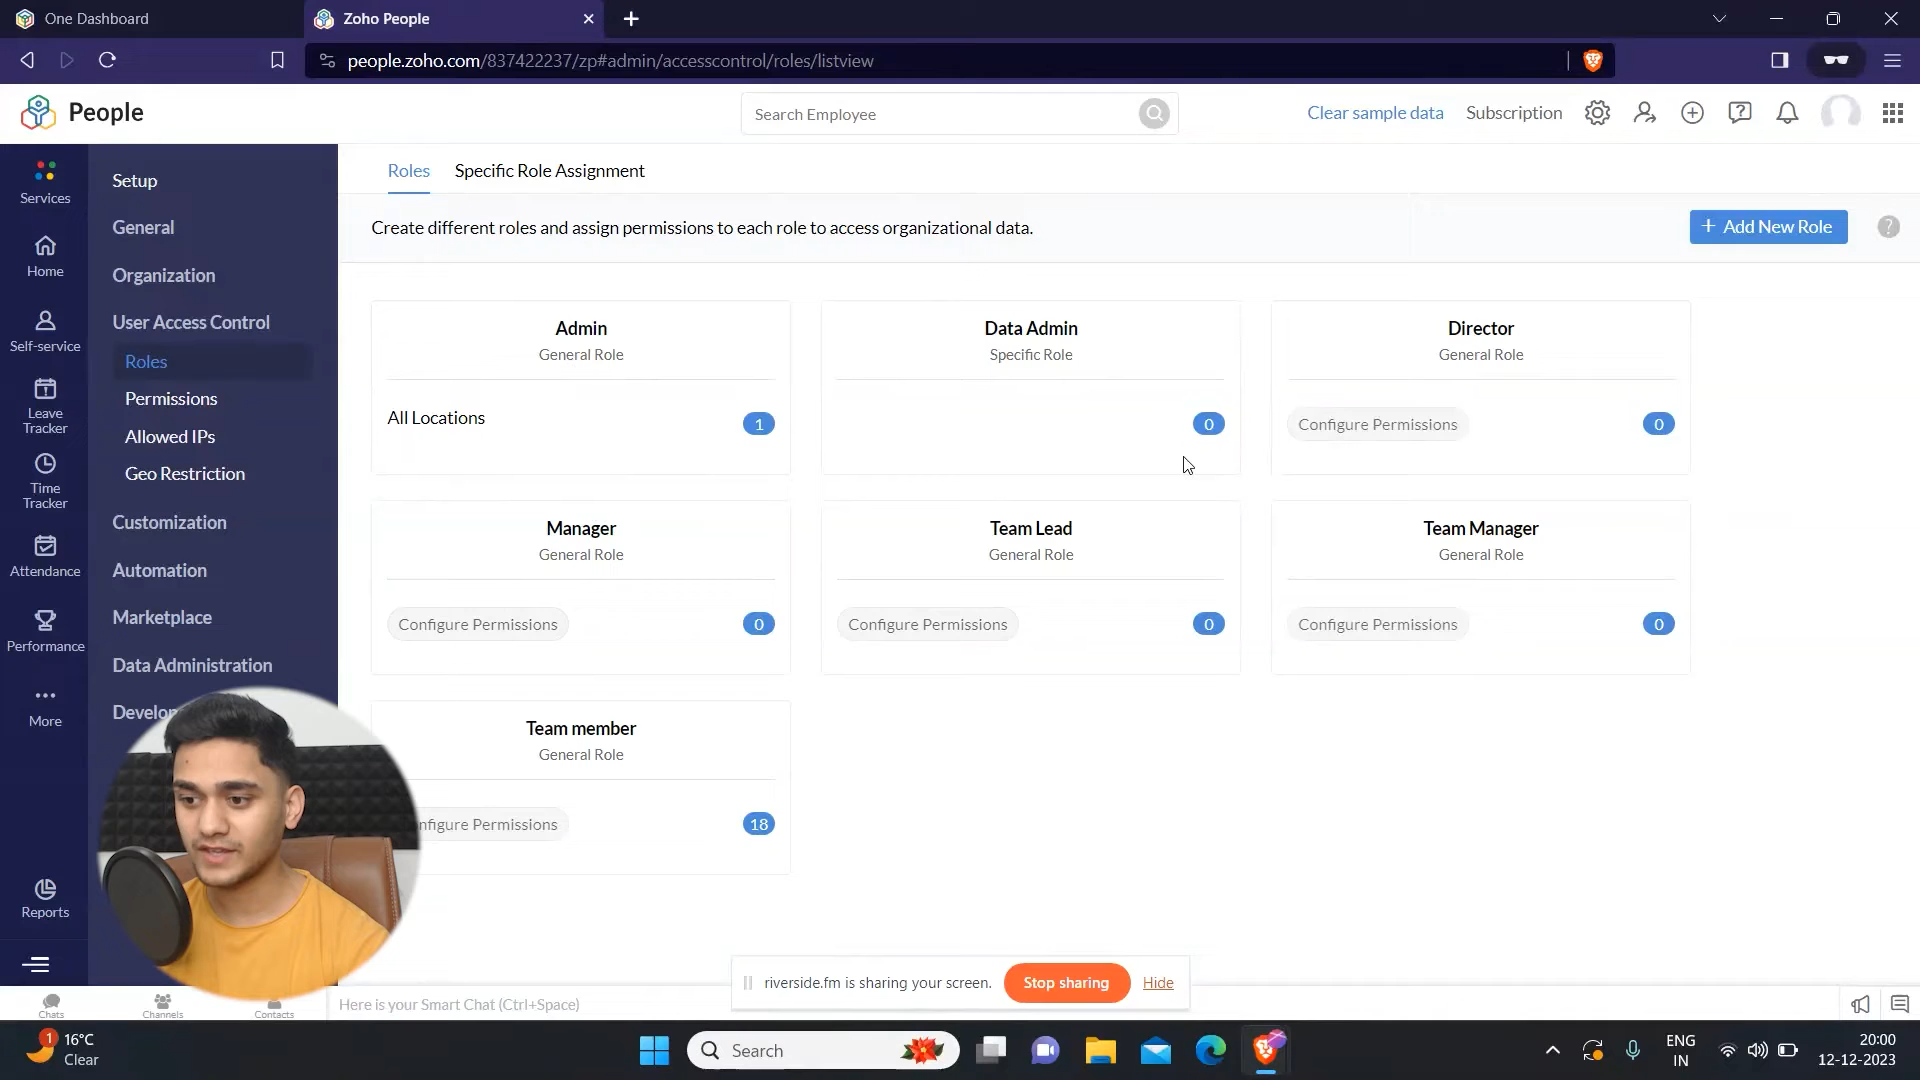 One Dashboard
Zoho People
people.zoho.com/837422237/zp#admin/accesscontrol/roles/listview
People
Search Employee
Clear sample data
Subscription
Services
Home
Self-service
Leave
Tracker
Time
Tracker
Attendance
Performance
More
Reports
Setup
General
Organization
User Access Control
Roles
Permissions
Allowed IPs
Geo Restriction
Customization
Automation
Marketplace
Data Administration
Roles
Specific Role Assignment
Create different roles and assign permissions to each role to access organizational data.
+ Add New Role
?
Admin
General Role
All Locations
1
Data Admin
Specific Role
0
Director
General Role
Configure Permissions
0
Manager
General Role
Configure Permissions
0
Team Lead
General Role
Configure Permissions
0
Team Manager
General Role
Configure Permissions
0
Team member
General Role
Permissions
18
riverside.fm is sharing your screen.
Stop sharing
Hide
Chats
Channels
Contacts
Here is your Smart Chat (Ctrl+Space)
1
16°C
Clear
Search
ENG
IN
20:00
12-12-2023